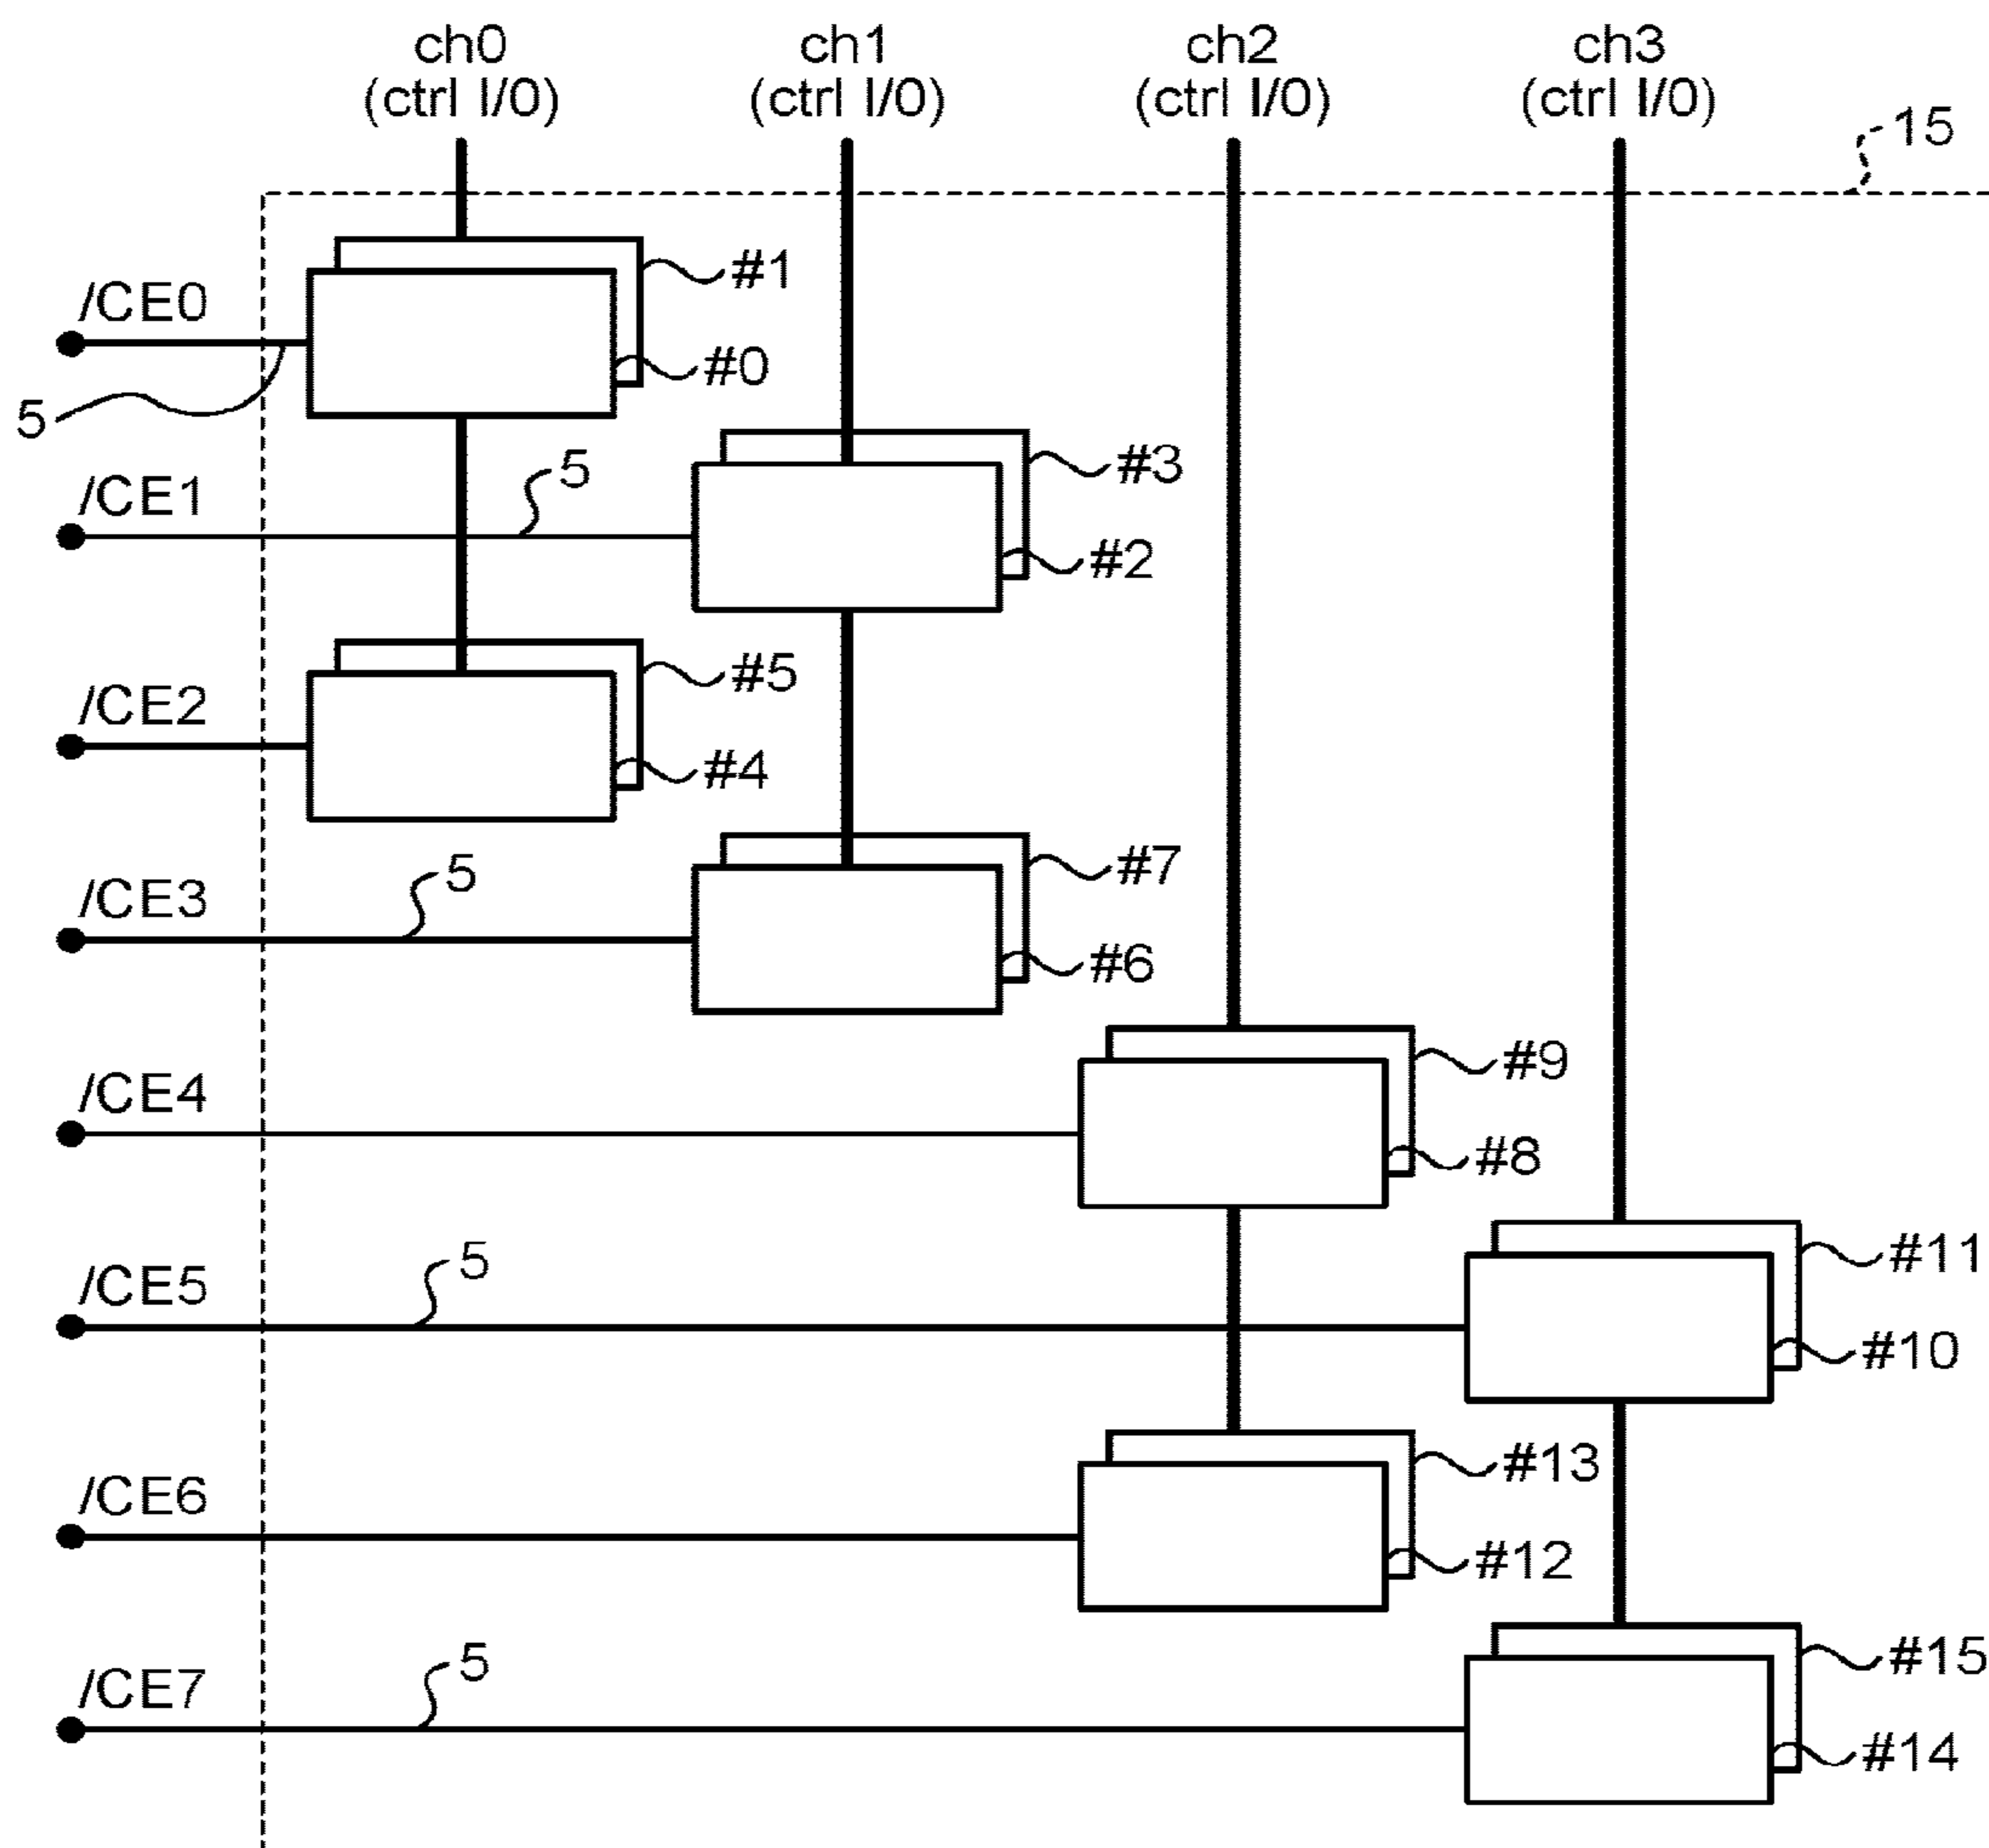 ch0
(ctrl I/0)
ch1
(ctrl I/0)
ch2
(ctrl I/0)
ch3
(ctrl I/0)
15
#1
/CE0
#0
5
/CE1
5
#3
#2
/CE2
#5
#4
/CE3
5
#7
#6
/CE4
#9
#8
/CE5
5
#11
#10
/CE6
#13
#12
/CE7
5
#15
#14